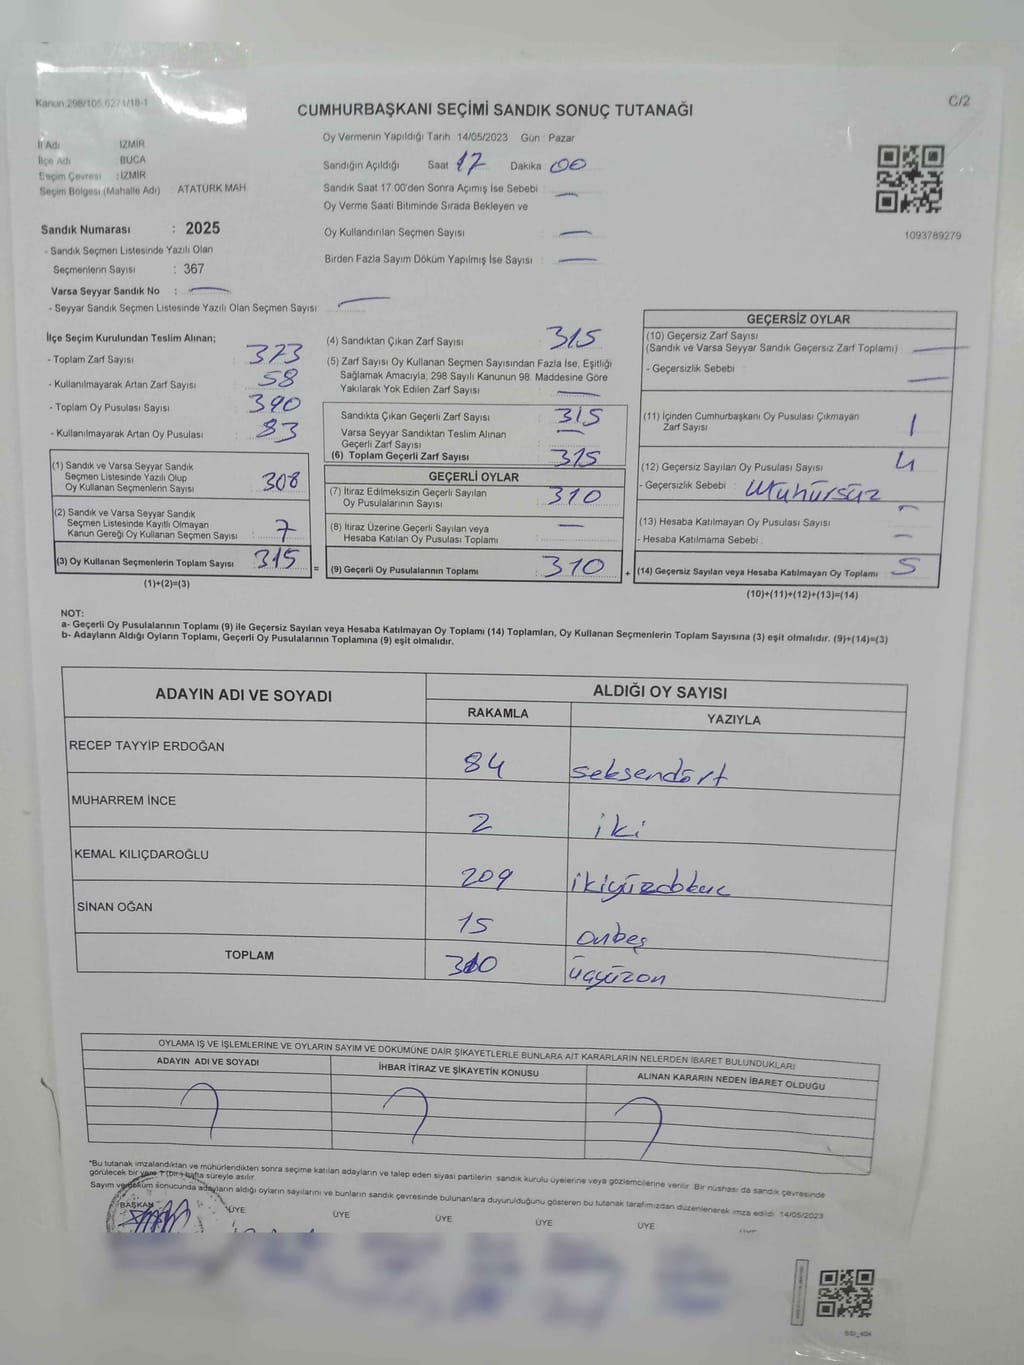 Kanun 298/105,6271/18-1
C/2
CUMHURBAŞKANI SEÇİMİ SANDIK SONUÇ TUTANAĞI
Oy Vermenin Yapıldığı Tarih : 14/05/2023 Gün : Pazar
İl Adı İZMİR
İlçe Adı BUCA
Seçim Çevresi : İZMİR
Seçim Bölgesi (Mahalle Adı) : ATATÜRK MAH
Sandığın Açıldığı Saat 17 Dakika 00
Sandık Saat 17.00'den Sonra Açımış İse Sebebi : —
Oy Verme Saati Bitiminde Sırada Bekleyen ve
Oy Kullandırılan Seçmen Sayısı : —
Birden Fazla Sayım Döküm Yapılmış İse Sayısı : —
1093789279
Sandık Numarası : 2025
- Sandık Seçmen Listesinde Yazılı Olan
Seçmenlerin Sayısı : 367
Varsa Seyyar Sandık No : —
- Seyyar Sandık Seçmen Listesinde Yazılı Olan Seçmen Sayısı: —
İlçe Seçim Kurulundan Teslim Alınan;
- Toplam Zarf Sayısı : 373
- Kullanılmayarak Artan Zarf Sayısı : 58
- Toplam Oy Pusulası Sayısı : 390
- Kullanılmayarak Artan Oy Pusulası : 83
(1) Sandık ve Varsa Seyyar Sandık
Seçmen Listesinde Yazılı Olup
Oy Kullanan Seçmenlerin Sayısı : 308
(2) Sandık ve Varsa Seyyar Sandık
Seçmen Listesinde Kayıtlı Olmayan
Kanun Gereği Oy Kullanan Seçmen Sayısı : 7
(3) Oy Kullanan Seçmenlerin Toplam Sayısı : 315
(1)+(2)=(3)
(4) Sandıktan Çıkan Zarf Sayısı : 315
(5) Zarf Sayısı Oy Kullanan Seçmen Sayısından Fazla İse, Eşitliği
Sağlamak Amacıyla, 298 Sayılı Kanunun 98. Maddesine Göre
Yakılarak Yok Edilen Zarf Sayısı : —
Sandıkta Çıkan Geçerli Zarf Sayısı : 315
Varsa Seyyar Sandıktan Teslim Alınan
Geçerli Zarf Sayısı : —
(6) Toplam Geçerli Zarf Sayısı : 315
GEÇERLİ OYLAR
(7) İtiraz Edilmeksizin Geçerli Sayılan
Oy Pusulalarının Sayısı : 310
(8) İtiraz Üzerine Geçerli Sayılan veya
Hesaba Katılan Oy Pusulası Toplamı : —
= (9) Geçerli Oy Pusulalarının Toplamı : 310
GEÇERSİZ OYLAR
(10) Geçersiz Zarf Sayısı
(Sandık ve Varsa Seyyar Sandık Geçersiz Zarf Toplamı) : —
- Geçersizlik Sebebi : —
(11) İçinden Cumhurbaşkanı Oy Pusulası Çıkmayan
Zarf Sayısı : 1
(12) Geçersiz Sayılan Oy Pusulası Sayısı : 4
- Geçersizlik Sebebi : Mühürsüz
(13) Hesaba Katılmayan Oy Pusulası Sayısı : —
- Hesaba Katılmama Sebebi : —
+ (14) Geçersiz Sayılan veya Hesaba Katılmayan Oy Toplamı : 5
(10)+(11)+(12)+(13)=(14)
NOT:
a- Geçerli Oy Pusulalarının Toplamı (9) ile Geçersiz Sayılan veya Hesaba Katılmayan Oy Toplamı (14) Toplamları, Oy Kullanan Seçmenlerin Toplam Sayısına (3) eşit olmalıdır. (9)+(14)=(3)
b- Adayların Aldığı Oyların Toplamı, Geçerli Oy Pusulalarının Toplamına (9) eşit olmalıdır.
ADAYIN ADI VE SOYADI ALDIĞI OY SAYISI
RAKAMLA YAZIYLA
RECEP TAYYİP ERDOĞAN 84 seksendört
MUHARREM İNCE 2 iki
KEMAL KILIÇDAROĞLU 209 ikiyüzdokuz
SİNAN OĞAN 15 onbeş
TOPLAM 310 üçyüzon
OYLAMA İŞ VE İŞLEMLERİNE VE OYLARIN SAYIM VE DÖKÜMÜNE DAİR ŞİKAYETLERLE BUNLARA AİT KARARLARIN NELERDEN İBARET BULUNDUKLARI
ADAYIN ADI VE SOYADI İHBAR İTİRAZ VE ŞİKAYETİN KONUSU ALINAN KARARIN NEDEN İBARET OLDUĞU
*Bu tutanak imzalandıktan ve mühürlendikten sonra seçime katılan adayların ve talep eden siyasi partilerin sandık kurulu üyelerine veya gözlemcilerine verilir. Bir nüshası da sandık çevresinde
görülecek bir yere 1 (bir) hafta süreyle asılır.
Sayım ve döküm sonucunda adayların aldığı oyların sayılarını ve bunların sandık çevresinde bulunanlara duyurulduğunu gösteren bu tutanak tarafımızdan düzenlenerek imza edildi. 14/05/2023
BAŞKAN ÜYE ÜYE ÜYE ÜYE ÜYE ÜYE